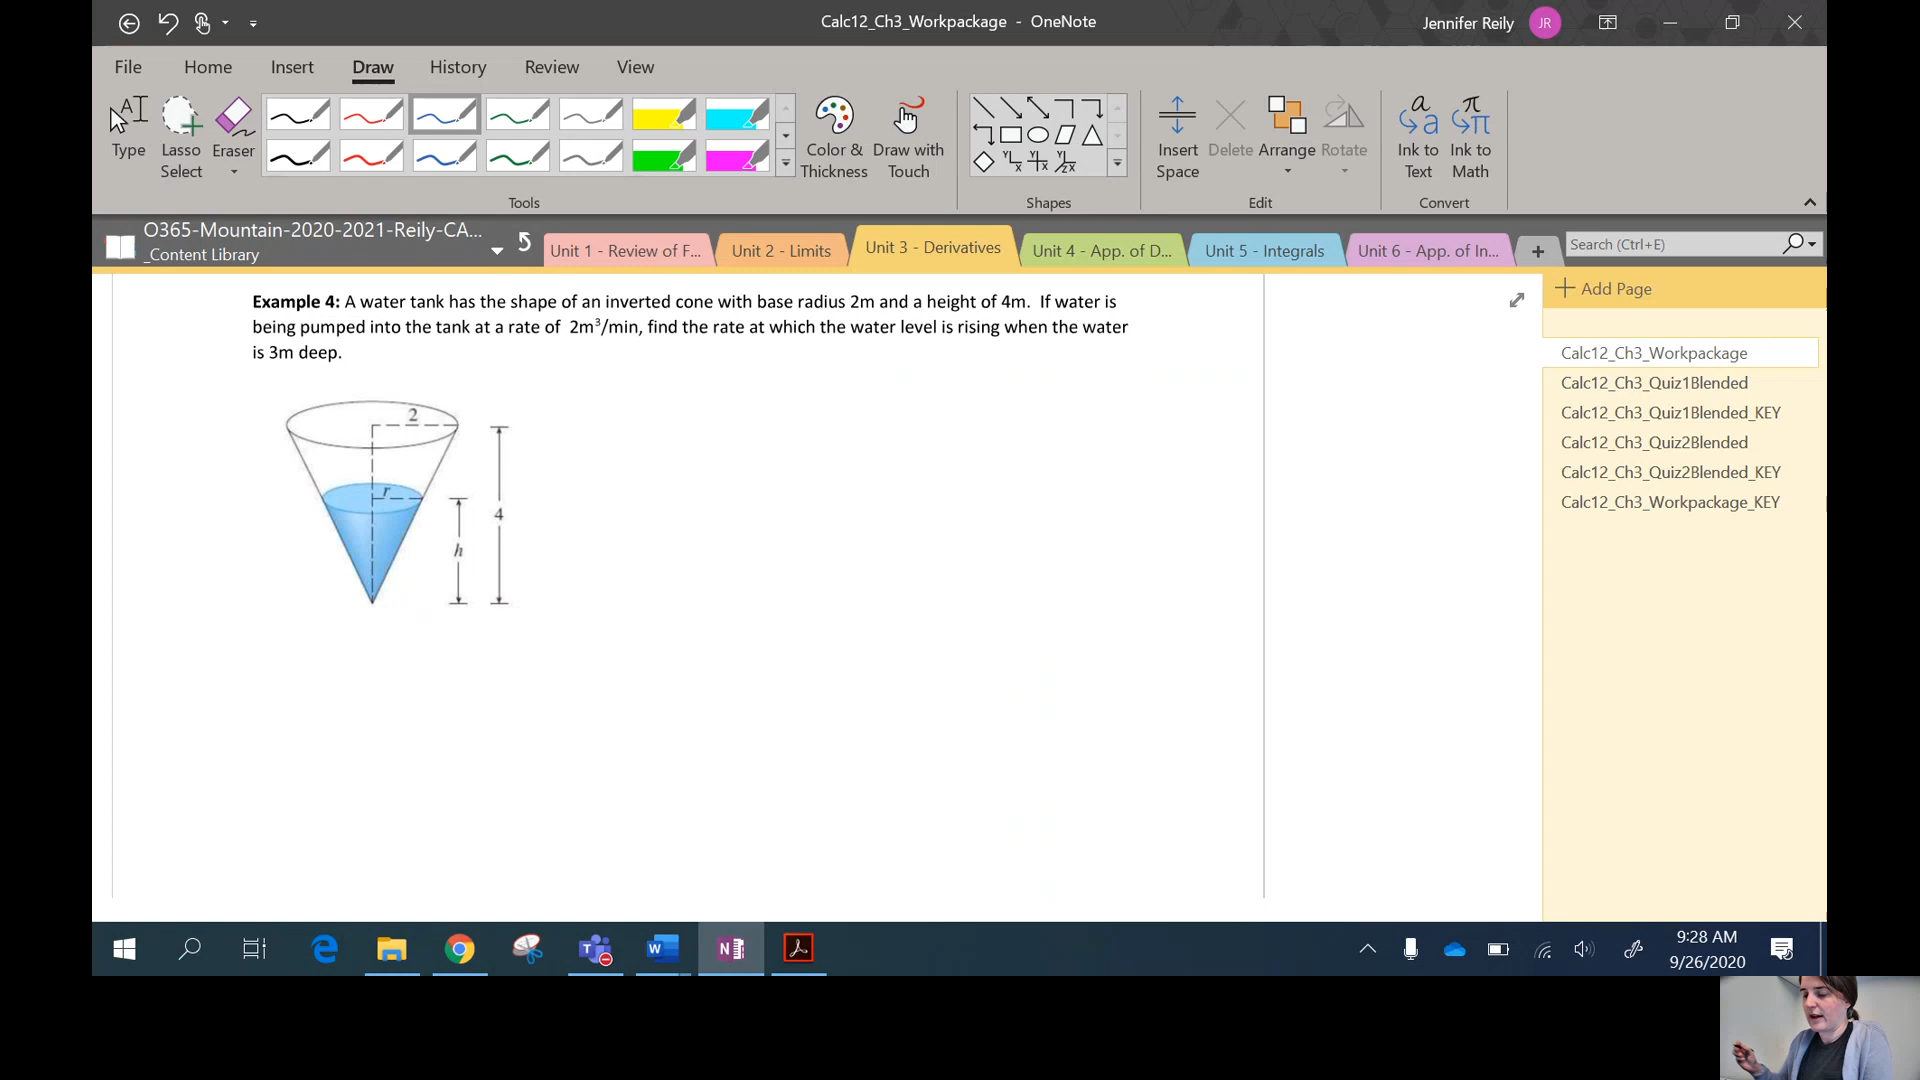 Calc12_Ch3_Workpackage - OneNote
Jennifer Reily
JR
File
Home
Insert
Draw
History
Review
View
Type
Lasso
Select
Eraser
Color &
Thickness
Draw with
Touch
Insert
Space
Delete
Arrange
Rotate
Ink to
Text
Ink to
Math
Tools
Shapes
Edit
Convert
O365-Mountain-2020-2021-Reily-CA...
_Content Library
Unit 1 - Review of F...
Unit 2 - Limits
Unit 3 - Derivatives
Unit 4 - App. of D...
Unit 5 - Integrals
Unit 6 - App. of In...
+
Search (Ctrl+E)
Add Page
Calc12_Ch3_Workpackage
Calc12_Ch3_Quiz1Blended
Calc12_Ch3_Quiz1Blended_KEY
Calc12_Ch3_Quiz2Blended
Calc12_Ch3_Quiz2Blended_KEY
Calc12_Ch3_Workpackage_KEY
Example 4: A water tank has the shape of an inverted cone with base radius 2m and a height of 4m. If water is
being pumped into the tank at a rate of 2m³/min, find the rate at which the water level is rising when the water
is 3m deep.
2
r
4
h
9:28 AM
9/26/2020